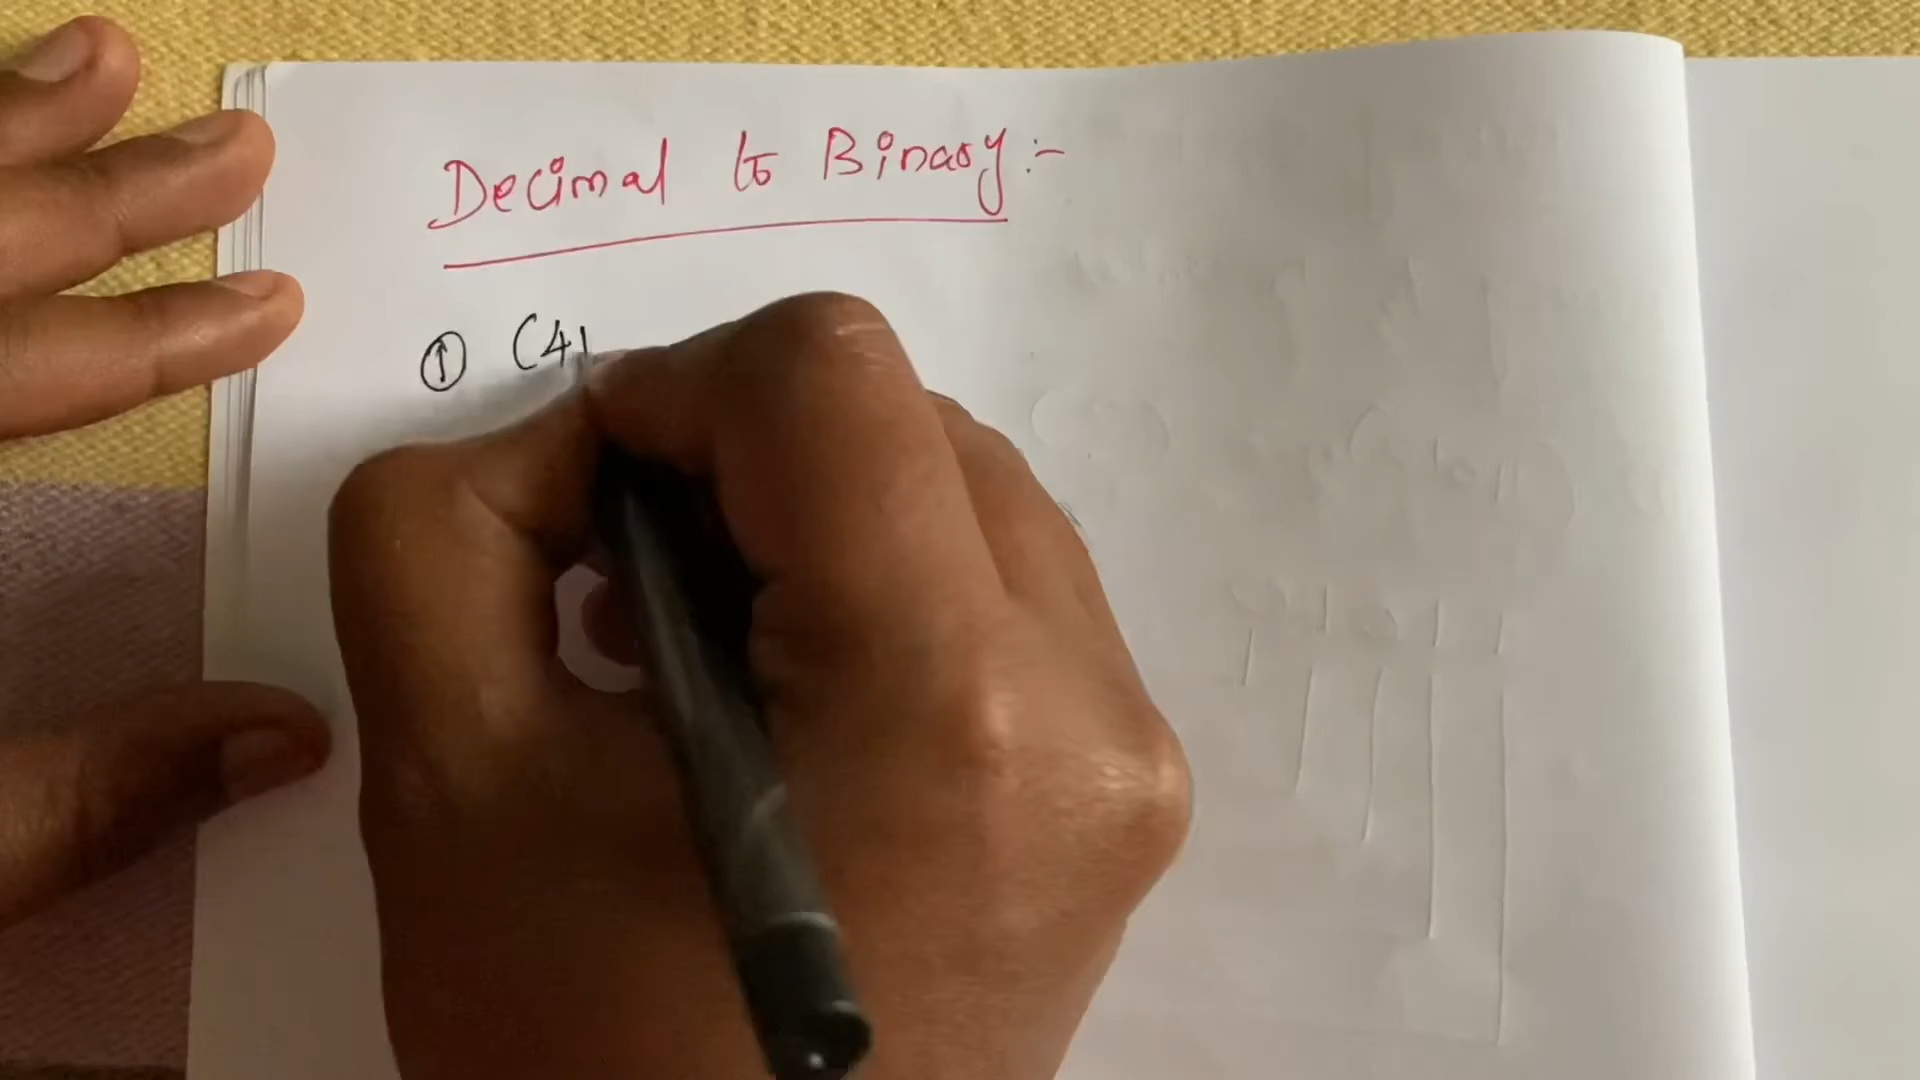 Decimal to Binary :-
① (41